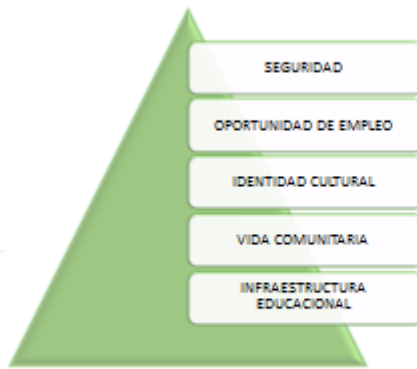 SEGURIDAD
OPORTUNIDAD DE EMPLEO
IDENTIDAD CULTURAL
VIDA COMUNITARIA
INFRAESTRUCTURA
EDUCACIONAL